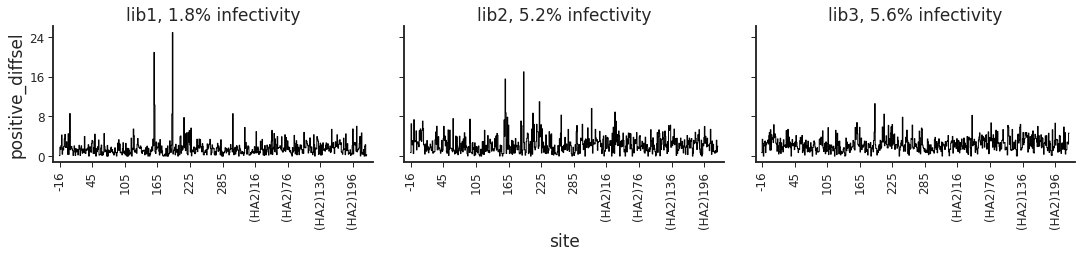 lib1, 1.8% infectivity
lib2, 5.2% infectivity
lib3, 5.6% infectivity
positive_diffsel
24
16
8
0
-16 45 105 165 225 285 (HA2)16 (HA2)76 (HA2)136 (HA2)196
-16 45 105 165 225 285 (HA2)16 (HA2)76 (HA2)136 (HA2)196
-16 45 105 165 225 285 (HA2)16 (HA2)76 (HA2)136 (HA2)196
site